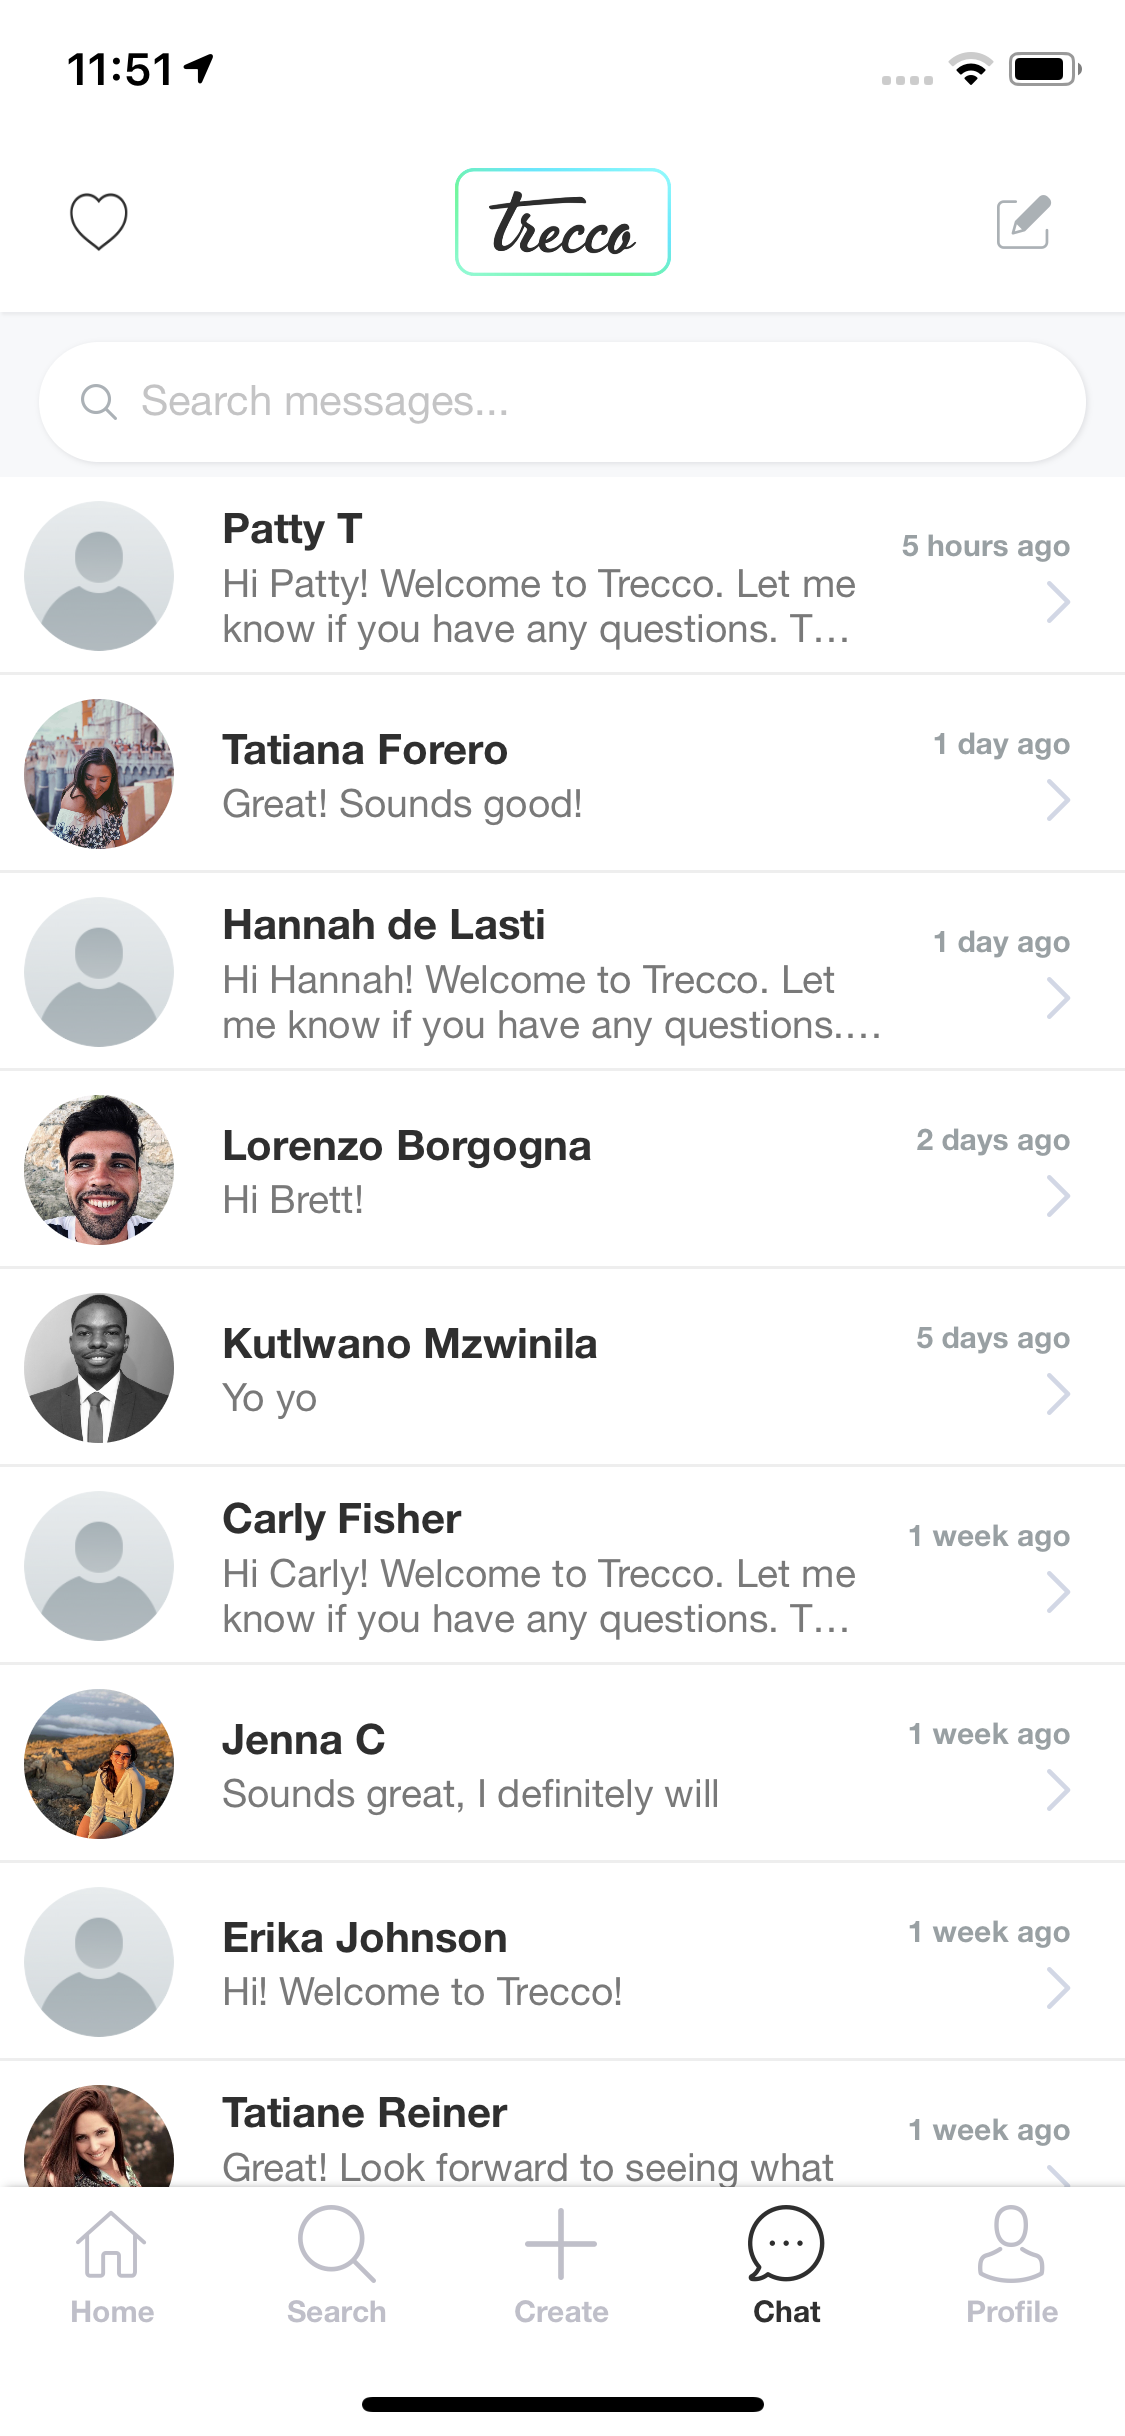 11:51
trecco
Search messages...
Patty T
5 hours ago
Hi Patty! Welcome to Trecco. Let me
know if you have any questions. T...
Tatiana Forero
1 day ago
Great! Sounds good!
Hannah de Lasti
1 day ago
Hi Hannah! Welcome to Trecco. Let
me know if you have any questions....
Lorenzo Borgogna
2 days ago
Hi Brett!
Kutlwano Mzwinila
5 days ago
Yo yo
Carly Fisher
1 week ago
Hi Carly! Welcome to Trecco. Let me
know if you have any questions. T...
Jenna C
1 week ago
Sounds great, I definitely will
Erika Johnson
1 week ago
Hi! Welcome to Trecco!
Tatiane Reiner
1 week ago
Great! Look forward to seeing what
Home
Search
Create
Chat
Profile